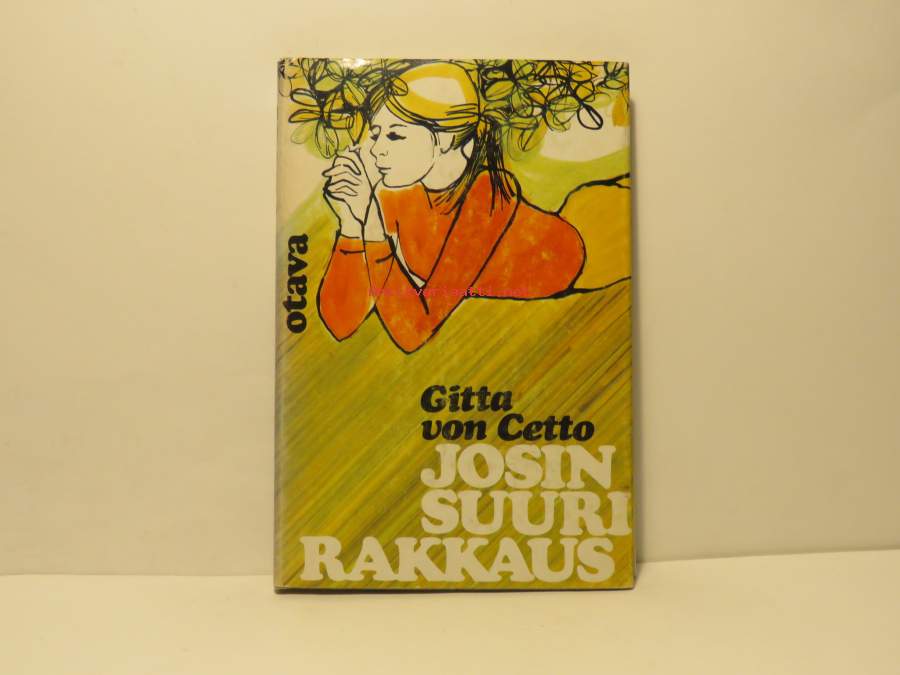 otava
Gitta
von Cetto
JOSIN
SUURI
RAKKAUS